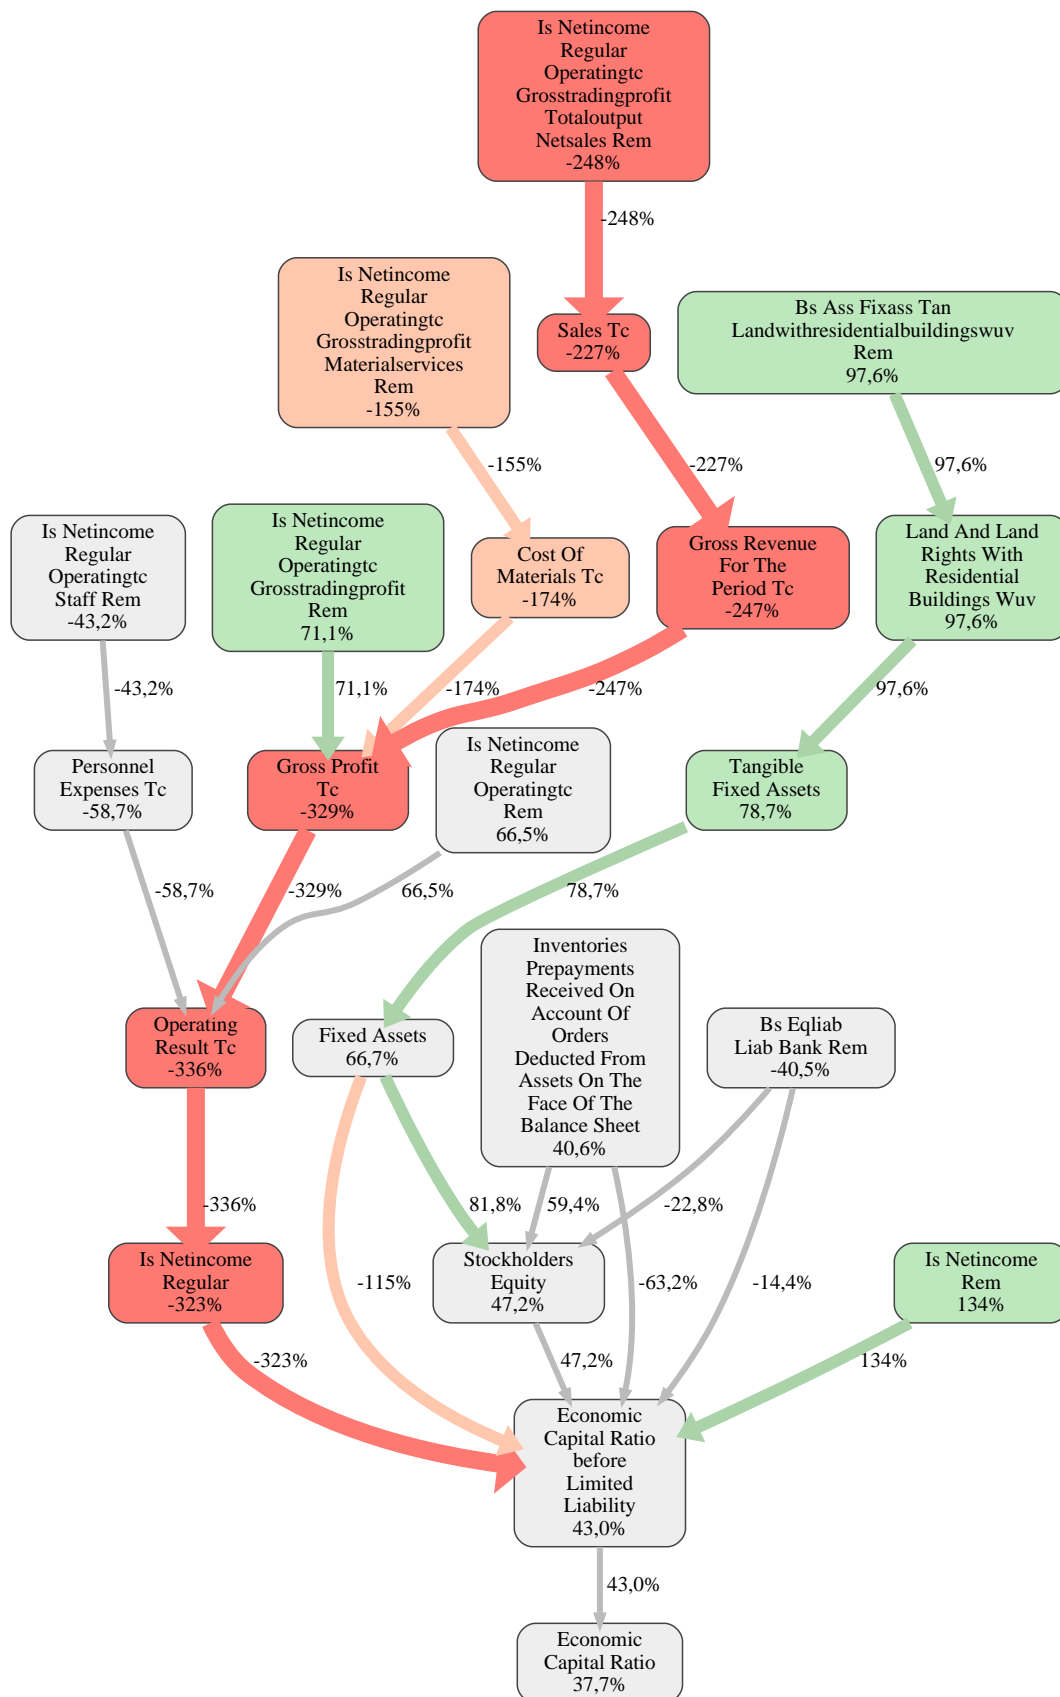 Is Netincome
Regular
Operatingtc
Grosstradingprofit
Totaloutput
Netsales Rem
-248%
-248%
Is Netincome
Regular
Operatingtc
Grosstradingprofit
Materialservices
Rem
-155%
Sales Tc
-227%
Bs Ass Fixass Tan
Landwithresidentialbuildingswuv
Rem
97,6%
-155%
-227%
97,6%
Is Netincome
Regular
Operatingtc
Staff Rem
-43,2%
Is Netincome
Regular
Operatingtc
Grosstradingprofit
Rem
71,1%
Cost Of
Materials Tc
-174%
Gross Revenue
For The
Period Tc
-247%
Land And Land
Rights With
Residential
Buildings Wuv
97,6%
-43,2%
71,1%
-174%
-247%
97,6%
Personnel
Expenses Tc
-58,7%
Gross Profit
Tc
-329%
Is Netincome
Regular
Operatingtc
Rem
66,5%
Tangible
Fixed Assets
78,7%
-58,7%
-329%
66,5%
78,7%
Operating
Result Tc
-336%
Fixed Assets
66,7%
Inventories
Prepayments
Received On
Account Of
Orders
Deducted From
Assets On The
Face Of The
Balance Sheet
40,6%
Bs Eqliab
Liab Bank Rem
-40,5%
-336%
81,8%
59,4%
-22,8%
Is Netincome
Regular
-323%
-115%
Stockholders
Equity
47,2%
-63,2%
-14,4%
Is Netincome
Rem
134%
-323%
47,2%
134%
Economic
Capital Ratio
before
Limited
Liability
43,0%
43,0%
Economic
Capital Ratio
37,7%